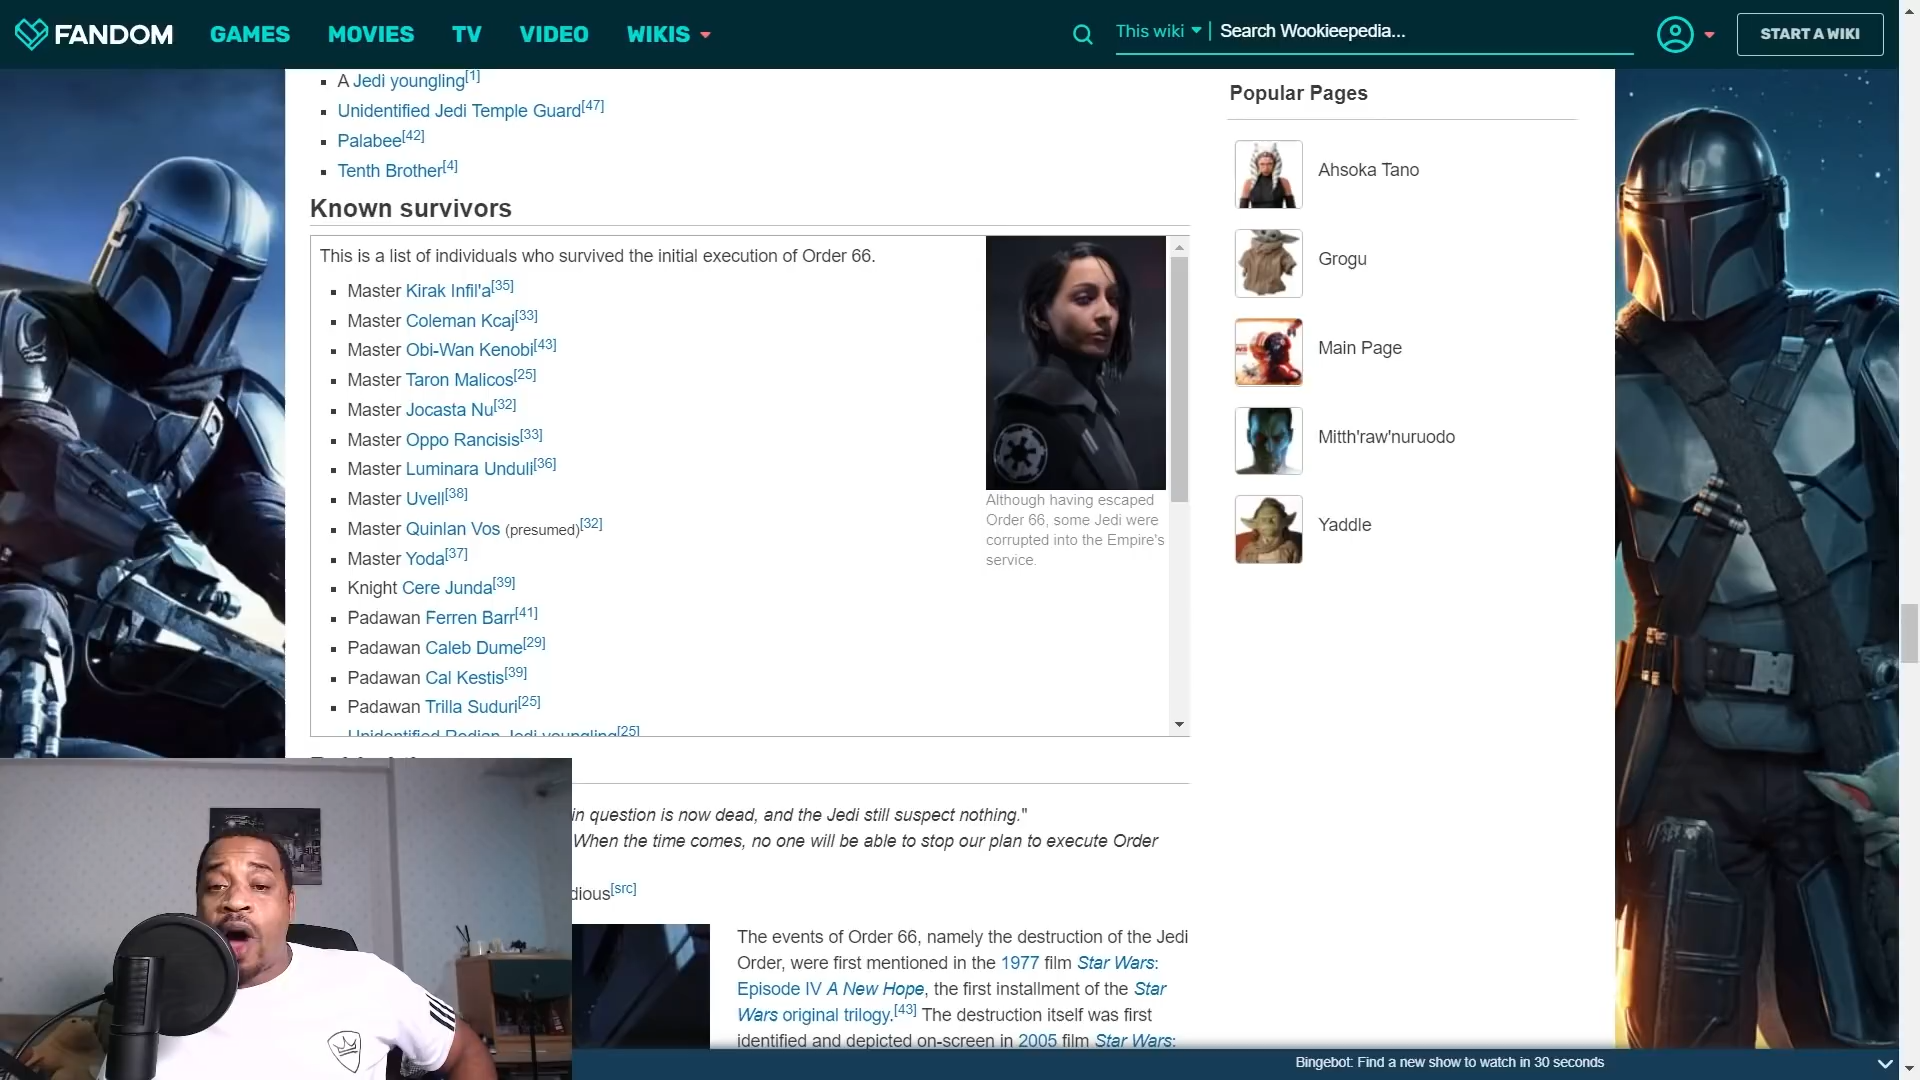 FANDOM
GAMES
MOVIES
TV
VIDEO
WIKIS
This wiki
Search Wookieepedia...
START A WIKI
A Jedi youngling[1]
Unidentified Jedi Temple Guard[47]
Palabee[42]
Tenth Brother[4]
Known survivors
This is a list of individuals who survived the initial execution of Order 66.
Master Kirak Infil'a[35]
Master Coleman Kcaj[33]
Master Obi-Wan Kenobi[43]
Master Taron Malicos[25]
Master Jocasta Nu[32]
Master Oppo Rancisis[33]
Master Luminara Unduli[36]
Master Uvell[38]
Master Quinlan Vos (presumed)[32]
Master Yoda[37]
Knight Cere Junda[39]
Padawan Ferren Barr[41]
Padawan Caleb Dume[29]
Padawan Cal Kestis[39]
Padawan Trilla Suduri[25]
Unidentified Rodian Jedi youngling[25]
Although having escaped
Order 66, some Jedi were
corrupted into the Empire's
service.
in question is now dead, and the Jedi still suspect nothing."
When the time comes, no one will be able to stop our plan to execute Order
dious[src]
The events of Order 66, namely the destruction of the Jedi
Order, were first mentioned in the 1977 film Star Wars:
Episode IV A New Hope, the first installment of the Star
Wars original trilogy.[43] The destruction itself was first
identified and depicted on-screen in 2005 film Star Wars:
Popular Pages
Ahsoka Tano
Grogu
Main Page
Mitth'raw'nuruodo
Yaddle
Bingebot: Find a new show to watch in 30 seconds